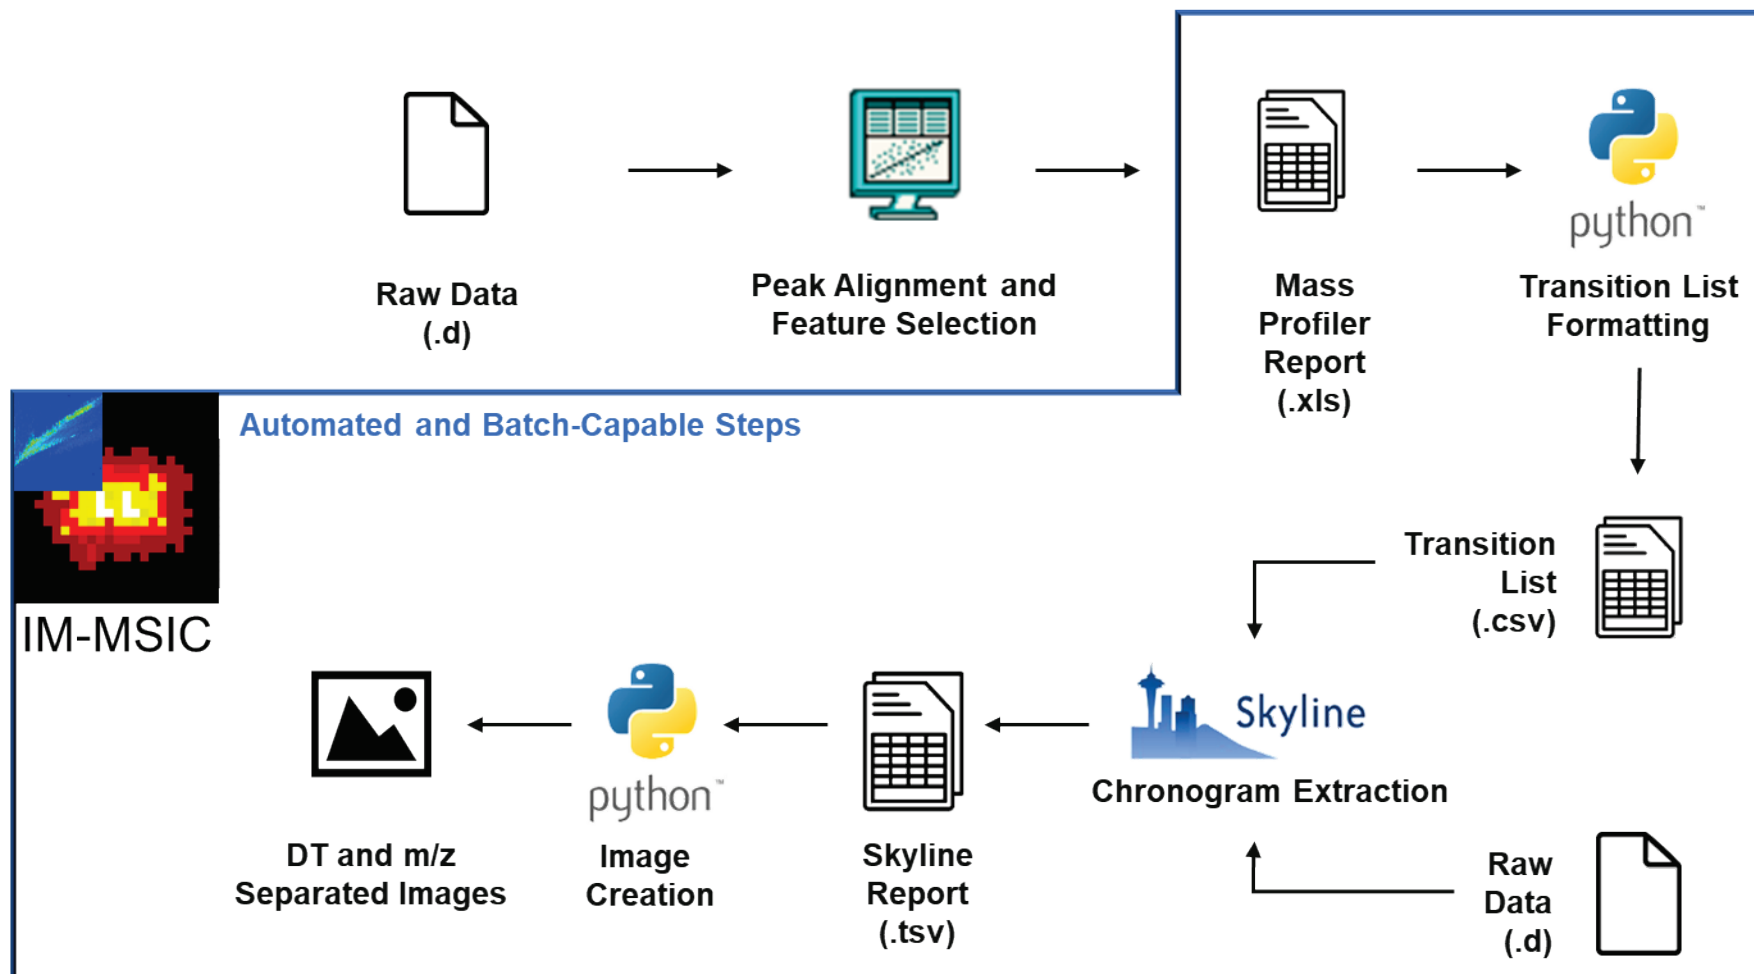 Raw Data
(.d)
Peak Alignment and
Feature Selection
Mass
Profiler
Report
(.xls)
python™
Transition List
Formatting
Automated and Batch-Capable Steps
IM-MSIC
Transition
List
(.csv)
Skyline
Chronogram Extraction
Raw
Data
(.d)
Skyline
Report
(.tsv)
python™
Image
Creation
DT and m/z
Separated Images